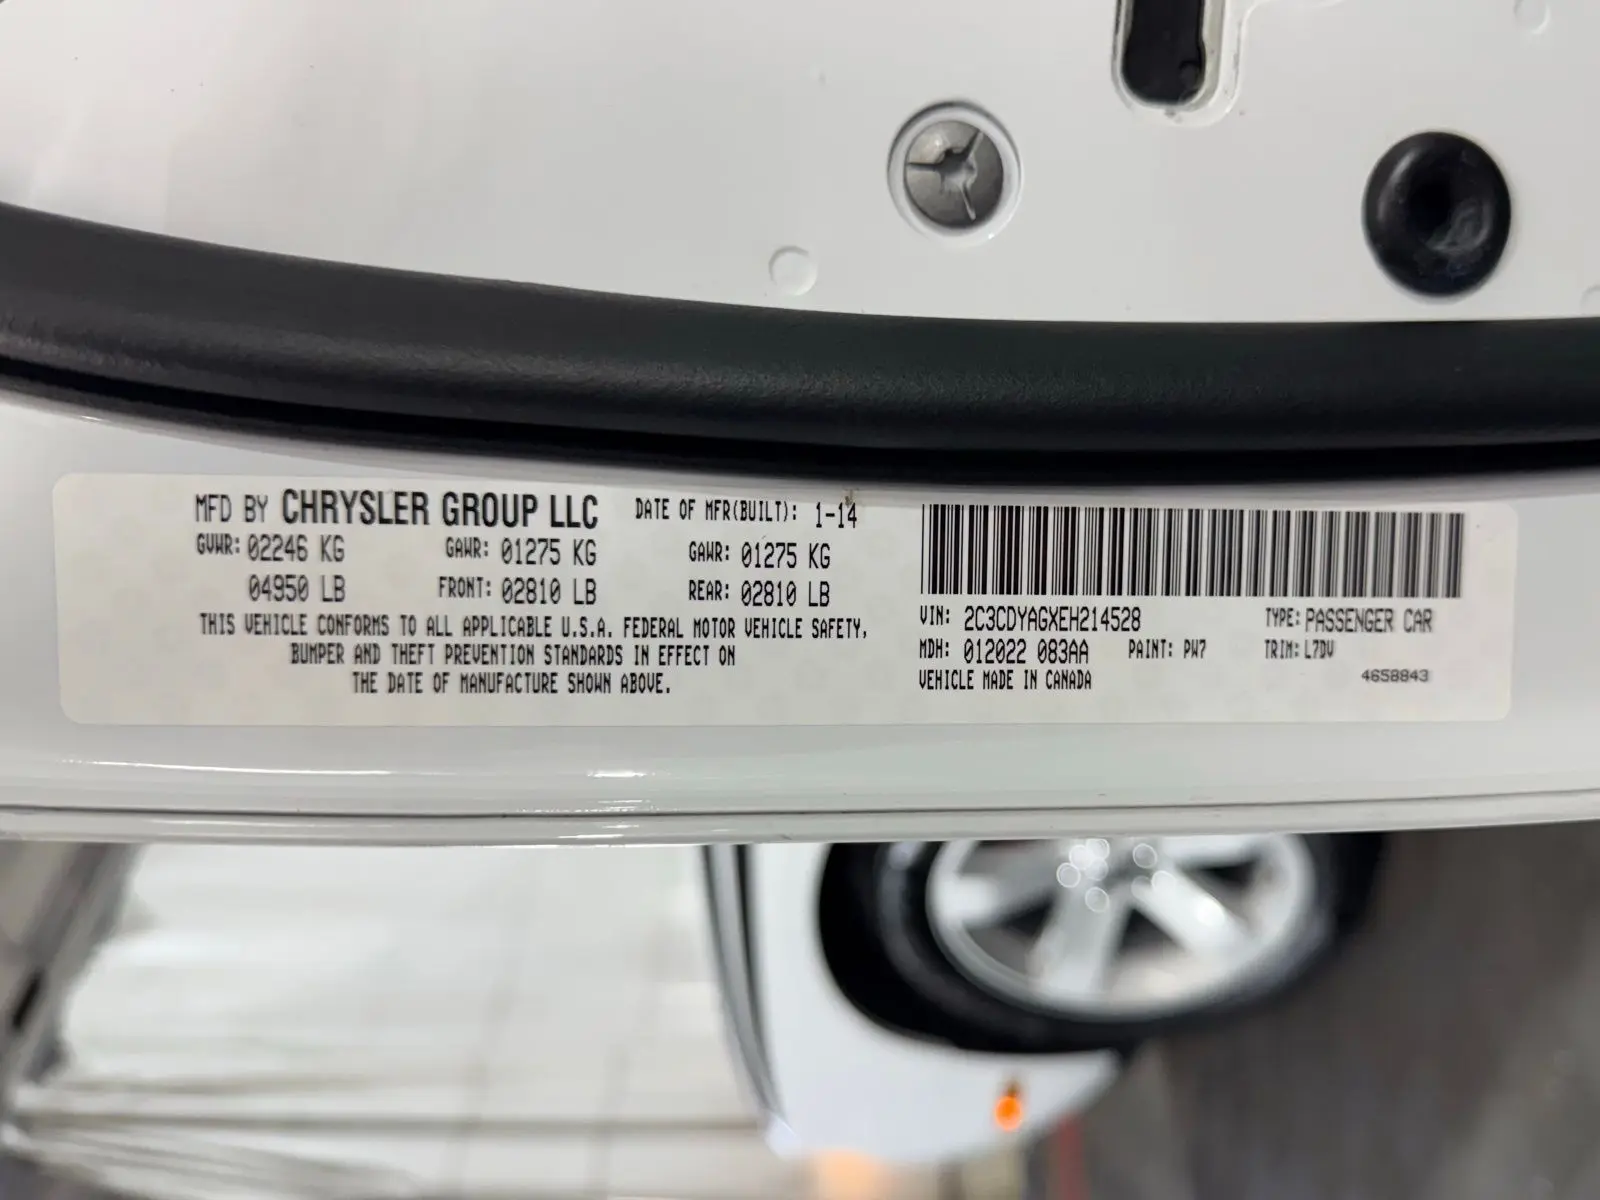 MFD BY CHRYSLER GROUP LLC DATE OF MFR(BUILT): 1-14
GVWR: 02246 KG GAWR: 01275 KG GAWR: 01275 KG
04950 LB FRONT: 02810 LB REAR: 02810 LB
THIS VEHICLE CONFORMS TO ALL APPLICABLE U.S.A. FEDERAL MOTOR VEHICLE SAFETY,
BUMPER AND THEFT PREVENTION STANDARDS IN EFFECT ON
THE DATE OF MANUFACTURE SHOWN ABOVE.
VIN: 2C3CDYAGXEH214528 TYPE: PASSENGER CAR
MDH: 012022 083AA PAINT: PW7 TRIM: L7DV
VEHICLE MADE IN CANADA 4658843